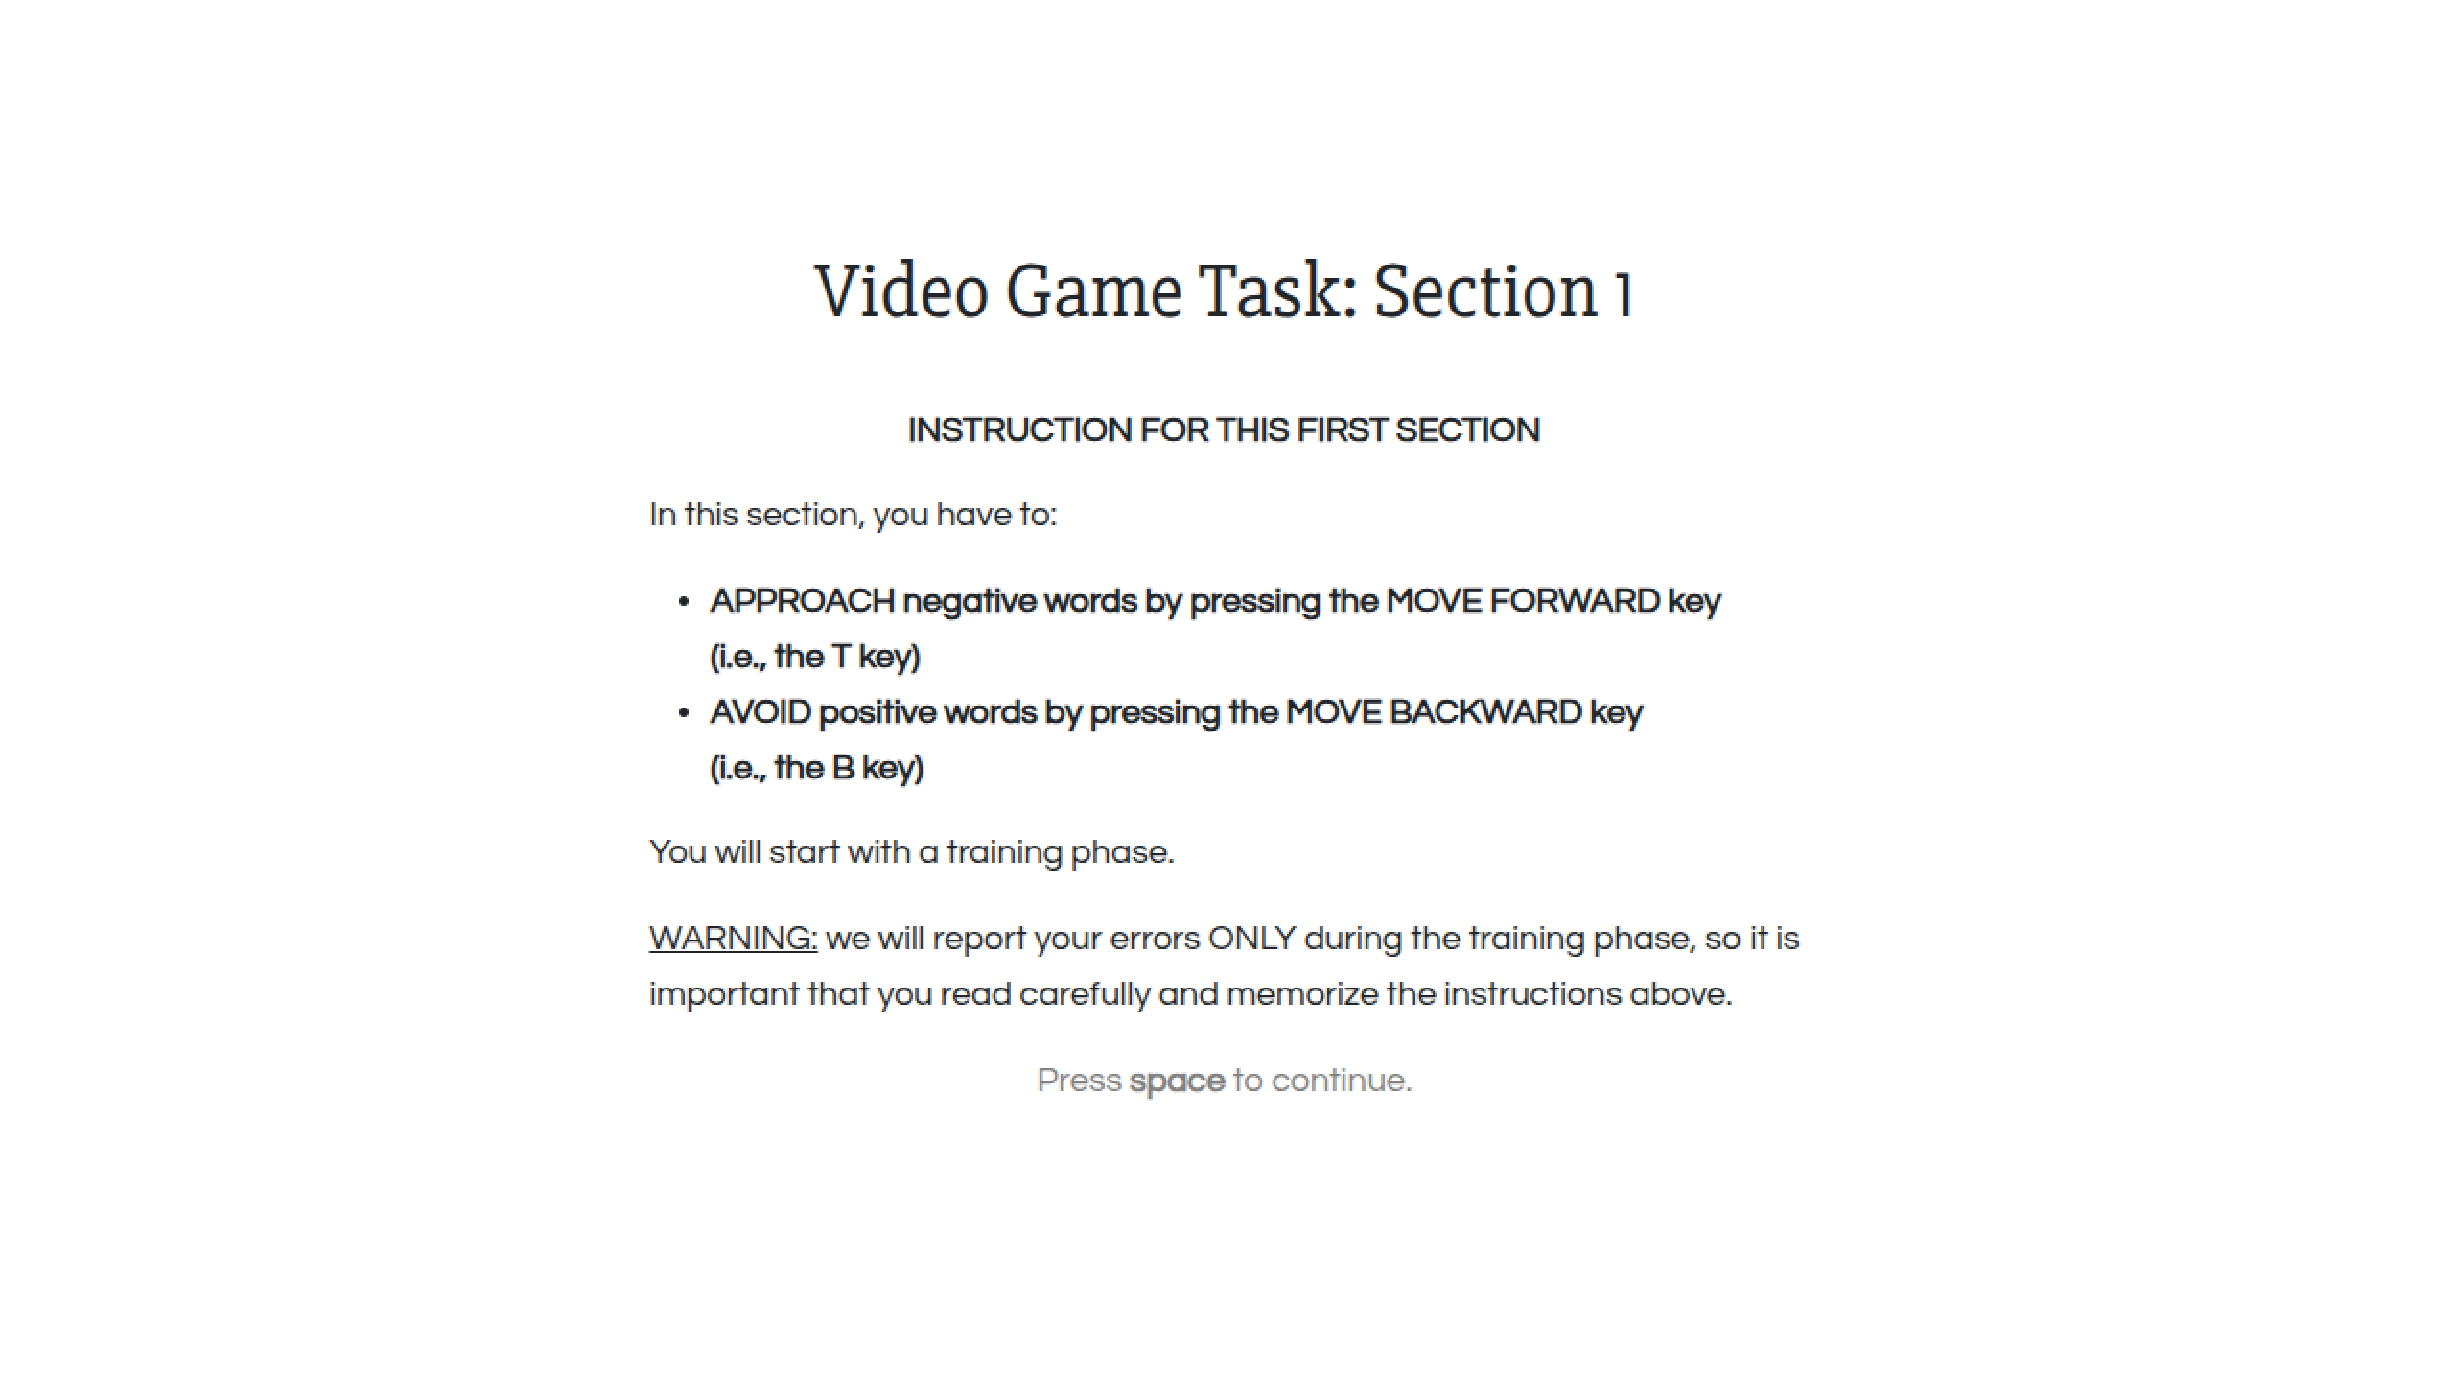 Video Game Task: Section 1
INSTRUCTION FOR THIS FIRST SECTION
In this section, you have to:
• APPROACH negative words by pressing the MOVE FORWARD key
(i.e., the T key)
• AVOID positive words by pressing the MOVE BACKWARD key
(i.e., the B key)
You will start with a training phase.
WARNING: we will report your errors ONLY during the training phase, so it is
important that you read carefully and memorize the instructions above.
Press space to continue.